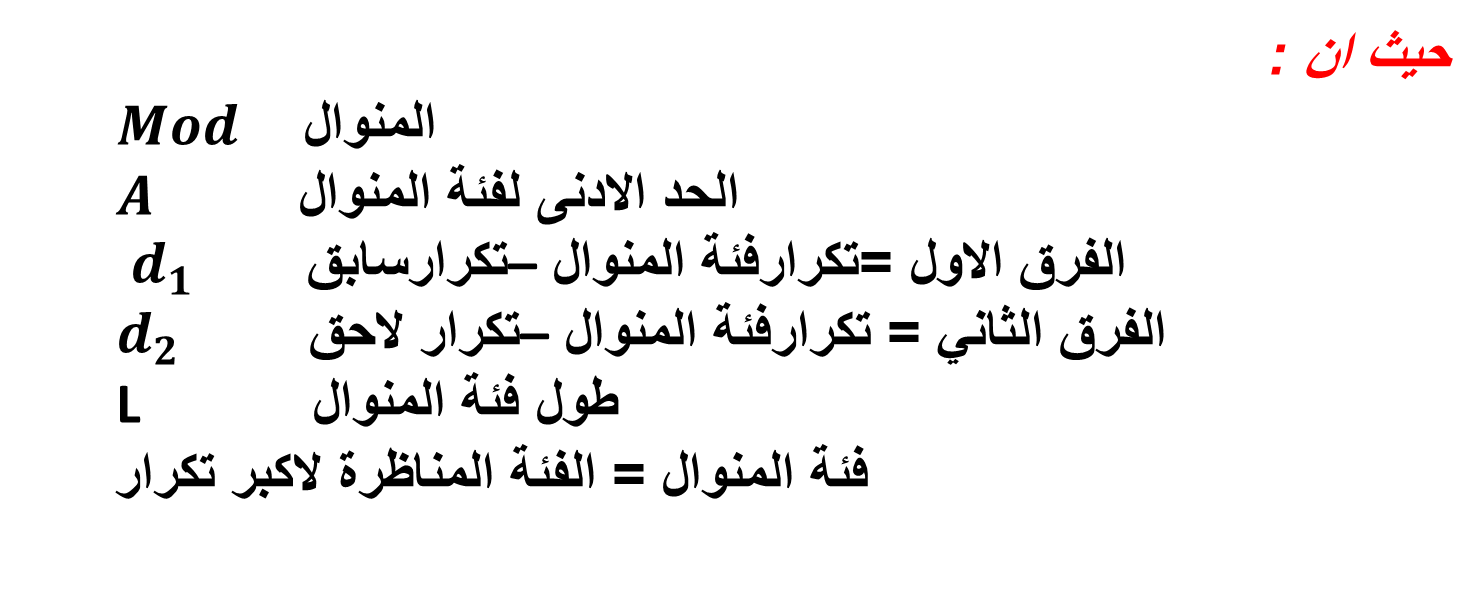 حيث ان :
Mod المنوال
A الحد الادنى لفئة المنوال
d₁ الفرق الاول =تكرارفئة المنوال –تكرارسابق
d₂ الفرق الثاني = تكرارفئة المنوال –تكرار لاحق
L طول فئة المنوال
فئة المنوال = الفئة المناظرة لاكبر تكرار